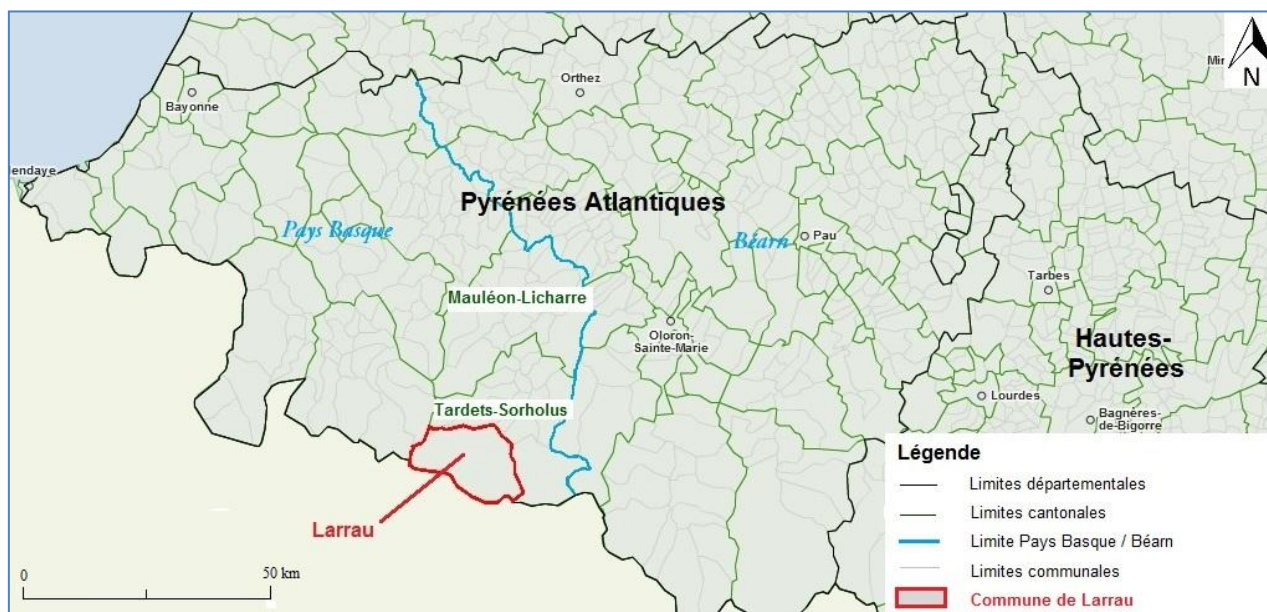 N
Mir
Orthez
Bayonne
lendaye
Pyrénées Atlantiques
Pays Basque
Béarn
Pau
Tarbes
Mauléon-Licharre
Oloron-
Sainte-Marie
Hautes-
Pyrénées
Lourdes
Tardets-Sorholus
Bagnères-
de-Bigorre
Larrau
0
50 km
Légende
Limites départementales
Limites cantonales
Limite Pays Basque / Béarn
Limites communales
Commune de Larrau